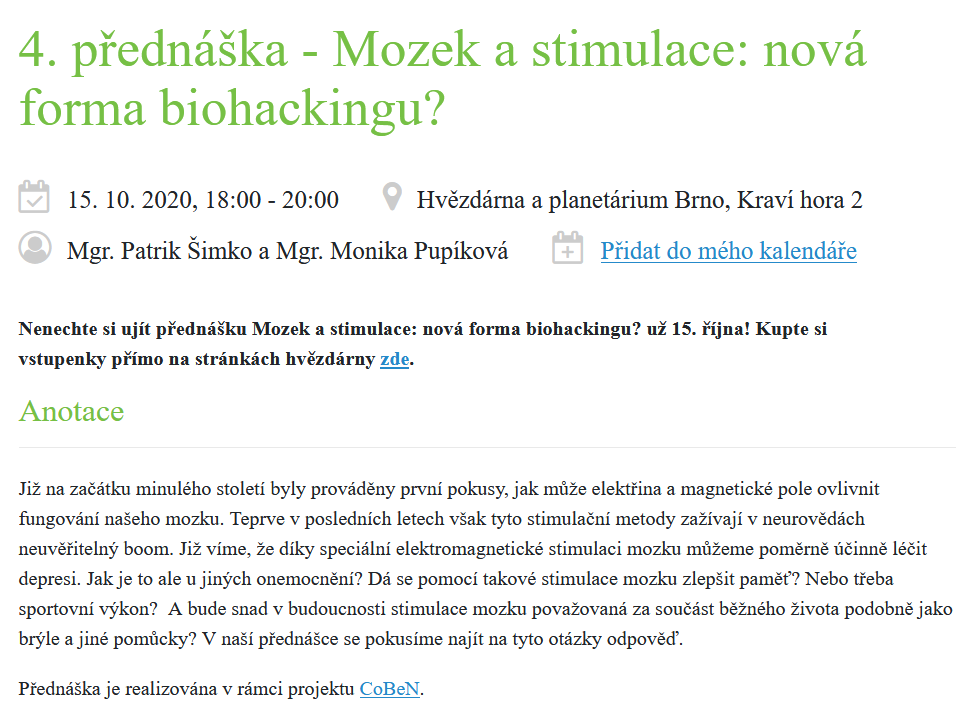 4. přednáška - Mozek a stimulace: nová
forma biohackingu?
15. 10. 2020, 18:00 - 20:00 Hvězdárna a planetárium Brno, Kraví hora 2
Mgr. Patrik Šimko a Mgr. Monika Pupíková Přidat do mého kalendáře
Nenechte si ujít přednášku Mozek a stimulace: nová forma biohackingu? už 15. října! Kupte si
vstupenky přímo na stránkách hvězdárny zde.
Anotace
Již na začátku minulého století byly prováděny první pokusy, jak může elektřina a magnetické pole ovlivnit
fungování našeho mozku. Teprve v posledních letech však tyto stimulační metody zažívají v neurovědách
neuvěřitelný boom. Již víme, že díky speciální elektromagnetické stimulaci mozku můžeme poměrně účinně léčit
depresi. Jak je to ale u jiných onemocnění? Dá se pomocí takové stimulace mozku zlepšit paměť? Nebo třeba
sportovní výkon?  A bude snad v budoucnosti stimulace mozku považovaná za součást běžného života podobně jako
brýle a jiné pomůcky? V naší přednášce se pokusíme najít na tyto otázky odpověď.
Přednáška je realizována v rámci projektu CoBeN.